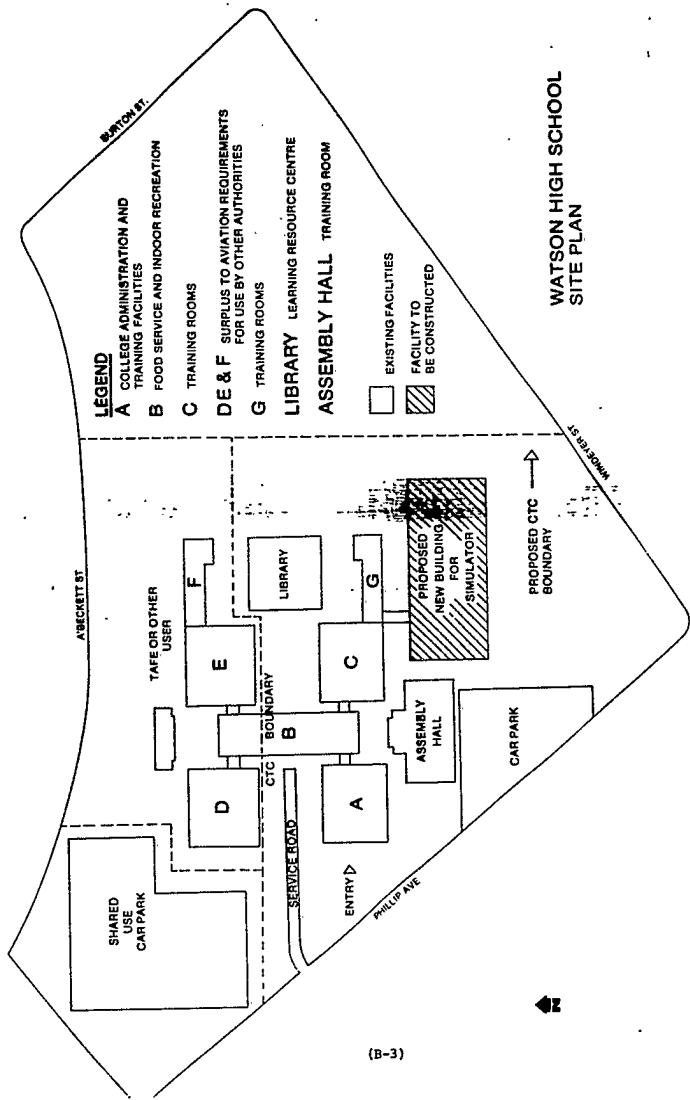 BURTON ST.
LEGEND
A COLLEGE ADMINISTRATION AND
TRAINING FACILITIES
B FOOD SERVICE AND INDOOR RECREATION
C TRAINING ROOMS
DE & F SURPLUS TO AVIATION REQUIREMENTS
FOR USE BY OTHER AUTHORITIES
G TRAINING ROOMS
LIBRARY LEARNING RESOURCE CENTRE
ASSEMBLY HALL TRAINING ROOM
EXISTING FACILITIES
FACILITY TO
BE CONSTRUCTED
WATSON HIGH SCHOOL
SITE PLAN
A'BECKETT ST
TAFE OR OTHER
USER
F
E
LIBRARY
G
PROPOSED
NEW BUILDING
FOR
SIMULATOR
PROPOSED CTC
BOUNDARY
WINDEYER ST
D
CTC BOUNDARY
B
C
ASSEMBLY
HALL
CAR PARK
SHARED
USE
CAR PARK
SERVICE ROAD
A
ENTRY
PHILLIP AVE
N
(B-3)